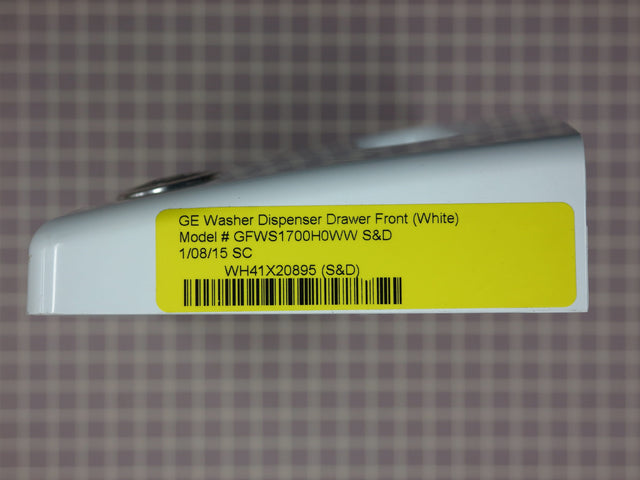 GE Washer Dispenser Drawer Front (White)
Model # GFWS1700H0WW S&D
1/08/15 SC
WH41X20895 (S&D)